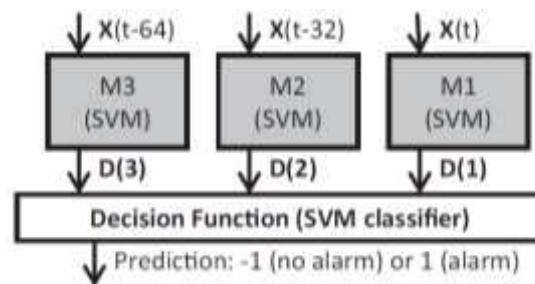 X(t-64) X(t-32) X(t)
M3 M2 M1
(SVM) (SVM) (SVM)
D(3) D(2) D(1)
Decision Function (SVM classifier)
Prediction: -1 (no alarm) or 1 (alarm)